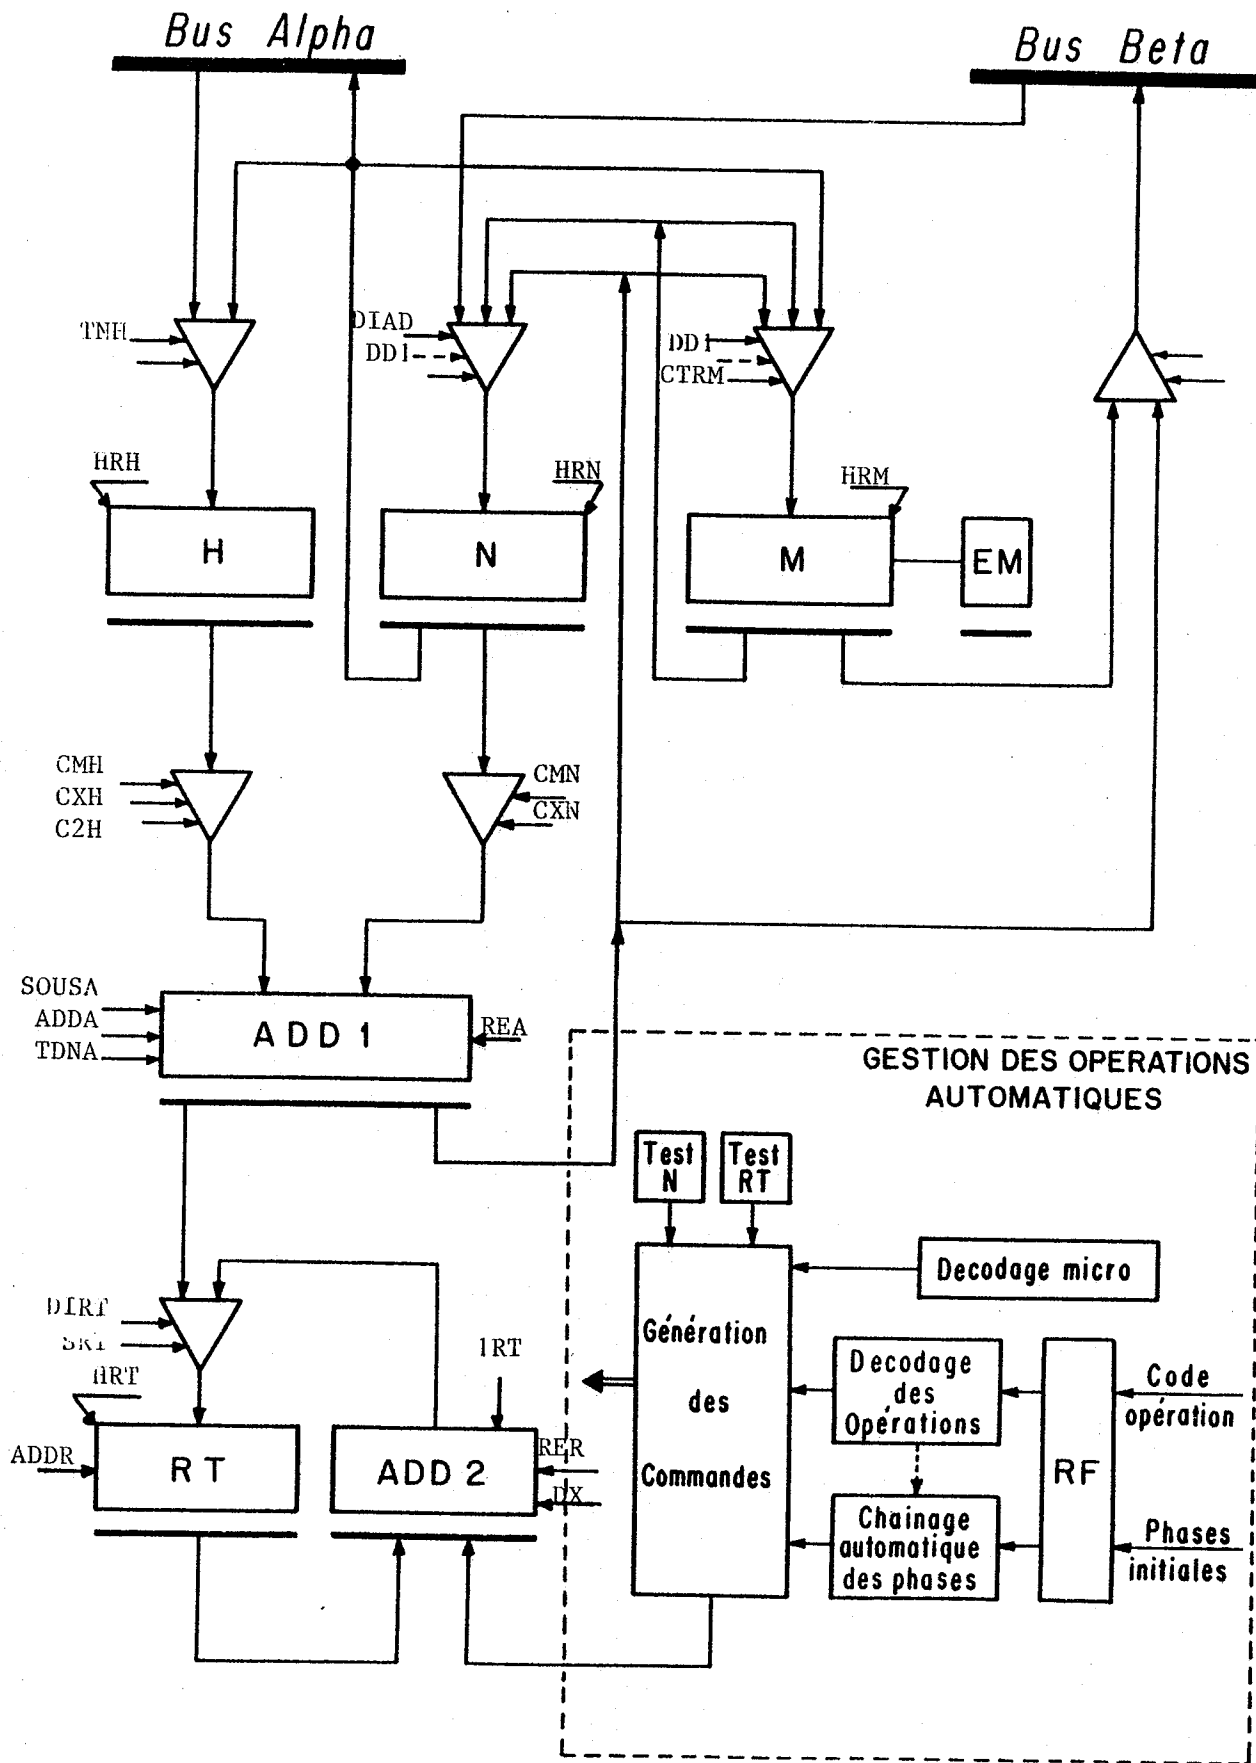 Bus Alpha
Bus Beta
TNH
DIAD
DD1
DD1
CTRM
HRH
HRN
HRM
H
N
M
EM
CMH
CXH
C2H
CMN
CXN
SOUSA
ADDA
TDNA
ADD 1
REA
GESTION DES OPERATIONS
AUTOMATIQUES
Test
N
Test
RT
Decodage micro
Génération
des
Commandes
Decodage
des
Opérations
Chainage
automatique
des phases
RF
Code
opération
Phases
initiales
DIRT
HRT
1RT
ADDR
RT
ADD 2
RER
DX